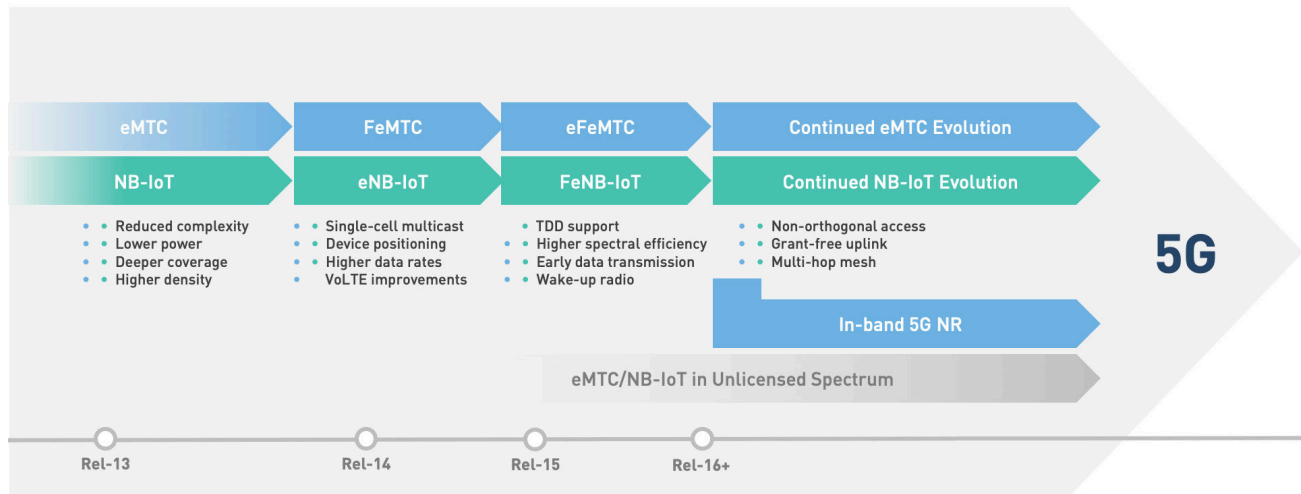 eMTC
FeMTC
eFeMTC
Continued eMTC Evolution
NB-IoT
eNB-IoT
FeNB-IoT
Continued NB-IoT Evolution
Reduced complexity
Lower power
Deeper coverage
Higher density
Single-cell multicast
Device positioning
Higher data rates
VoLTE improvements
TDD support
Higher spectral efficiency
Early data transmission
Wake-up radio
Non-orthogonal access
Grant-free uplink
Multi-hop mesh
5G
In-band 5G NR
eMTC/NB-IoT in Unlicensed Spectrum
Rel-13
Rel-14
Rel-15
Rel-16+